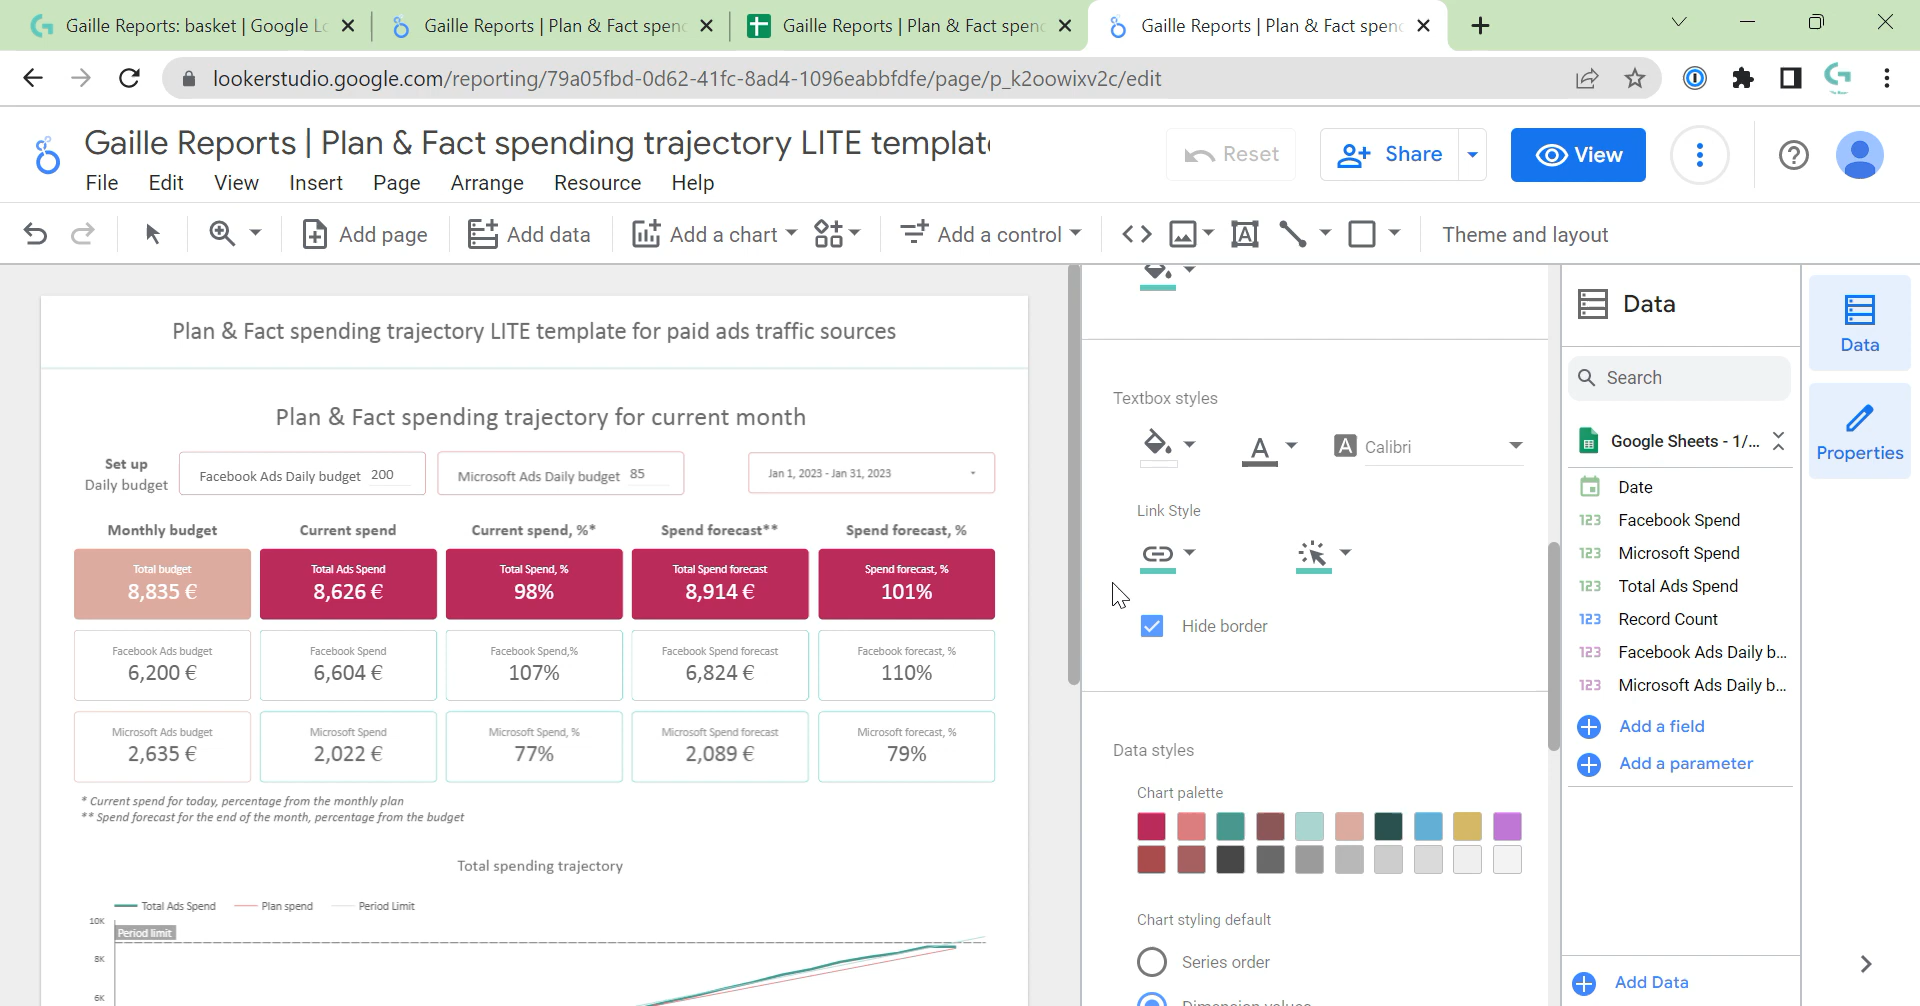 Gaille Reports: basket | Google Lo
Gaille Reports | Plan & Fact spen
Gaille Reports | Plan & Fact spen
Gaille Reports | Plan & Fact spen
lookerstudio.google.com/reporting/79a05fbd-0d62-41fc-8ad4-1096eabbfdfe/page/p_k2oowixv2c/edit
Gaille Reports | Plan & Fact spending trajectory LITE templat
Reset
Share
View
File Edit View Insert Page Arrange Resource Help
Add page
Add data
Add a chart
Add a control
Theme and layout
Plan & Fact spending trajectory LITE template for paid ads traffic sources
Plan & Fact spending trajectory for current month
Set up
Daily budget
Facebook Ads Daily budget 200
Microsoft Ads Daily budget 85
Jan 1, 2023 - Jan 31, 2023
Monthly budget Current spend Current spend, %* Spend forecast** Spend forecast, %
Total budget Total Ads Spend Total Spend, % Total Spend forecast Spend forecast, %
8,835 € 8,626 € 98% 8,914 € 101%
Facebook Ads budget Facebook Spend Facebook Spend,% Facebook Spend forecast Facebook forecast, %
6,200 € 6,604 € 107% 6,824 € 110%
Microsoft Ads budget Microsoft Spend Microsoft Spend, % Microsoft Spend forecast Microsoft forecast, %
2,635 € 2,022 € 77% 2,089 € 79%
* Current spend for today, percentage from the monthly plan
** Spend forecast for the end of the month, percentage from the budget
Total spending trajectory
Total Ads Spend Plan spend Period Limit
10K
Period limit
8K
6K
Textbox styles
A
A Calibri
Link Style
Hide border
Data styles
Chart palette
Chart styling default
Series order
Dimension values
Data
Search
Google Sheets - 1/...
Date
123 Facebook Spend
123 Microsoft Spend
123 Total Ads Spend
123 Record Count
123 Facebook Ads Daily b...
123 Microsoft Ads Daily b...
Add a field
Add a parameter
Add Data
Data
Properties